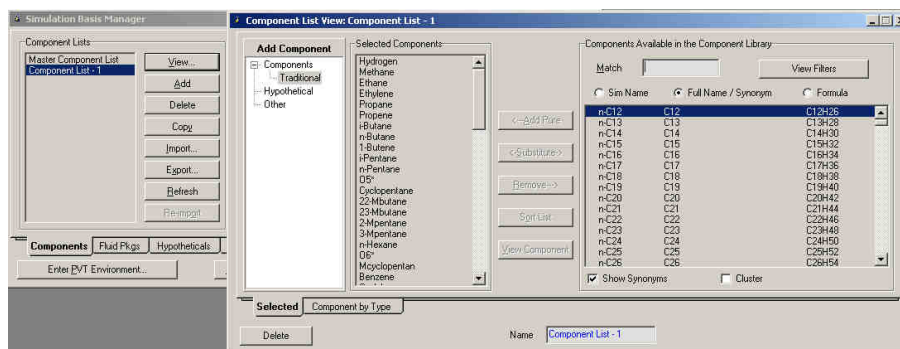 Simulation Basis Manager
Component Lists
Master Component List
Component List - 1
View...
Add
Delete
Copy
Import...
Export...
Refresh
Re-import
Components
Fluid Pkgs
Hypotheticals
Enter PVT Environment...
Component List View: Component List - 1
Add Component
Components
Traditional
Hypothetical
Other
Selected Components
Hydrogen
Methane
Ethane
Ethylene
Propane
Propene
i-Butane
n-Butane
1-Butene
i-Pentane
n-Pentane
O5*
Cyclopentane
22-Mbutane
23-Mbutane
2-Mpentane
3-Mpentane
n-Hexane
O6*
Mcyclopentan
Benzene
<---Add Pure
<-Substitute->
Remove--->
Sort List
View Component
Components Available in the Component Library
Match
View Filters
Sim Name
Full Name / Synonym
Formula
n-C12 C12 C12H26
n-C13 C13 C13H28
n-C14 C14 C14H30
n-C15 C15 C15H32
n-C16 C16 C16H34
n-C17 C17 C17H36
n-C18 C18 C18H38
n-C19 C19 C19H40
n-C20 C20 C20H42
n-C21 C21 C21H44
n-C22 C22 C22H46
n-C23 C23 C23H48
n-C24 C24 C24H50
n-C25 C25 C25H52
n-C26 C26 C26H54
Show Synonyms
Cluster
Selected
Component by Type
Delete
Name
Component List - 1